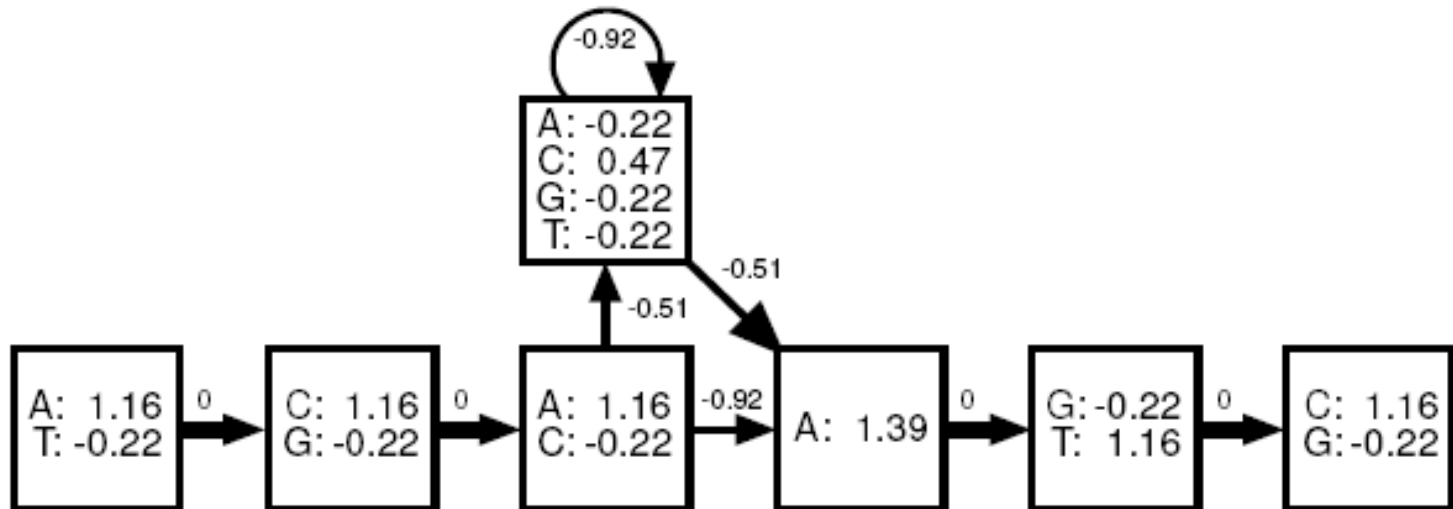 -0.92
A: -0.22
C: 0.47
G: -0.22
T: -0.22
-0.51
-0.51
A: 1.16
T: -0.22
0
C: 1.16
G: -0.22
0
A: 1.16
C: -0.22
-0.92
A: 1.39
0
G: -0.22
T: 1.16
0
C: 1.16
G: -0.22